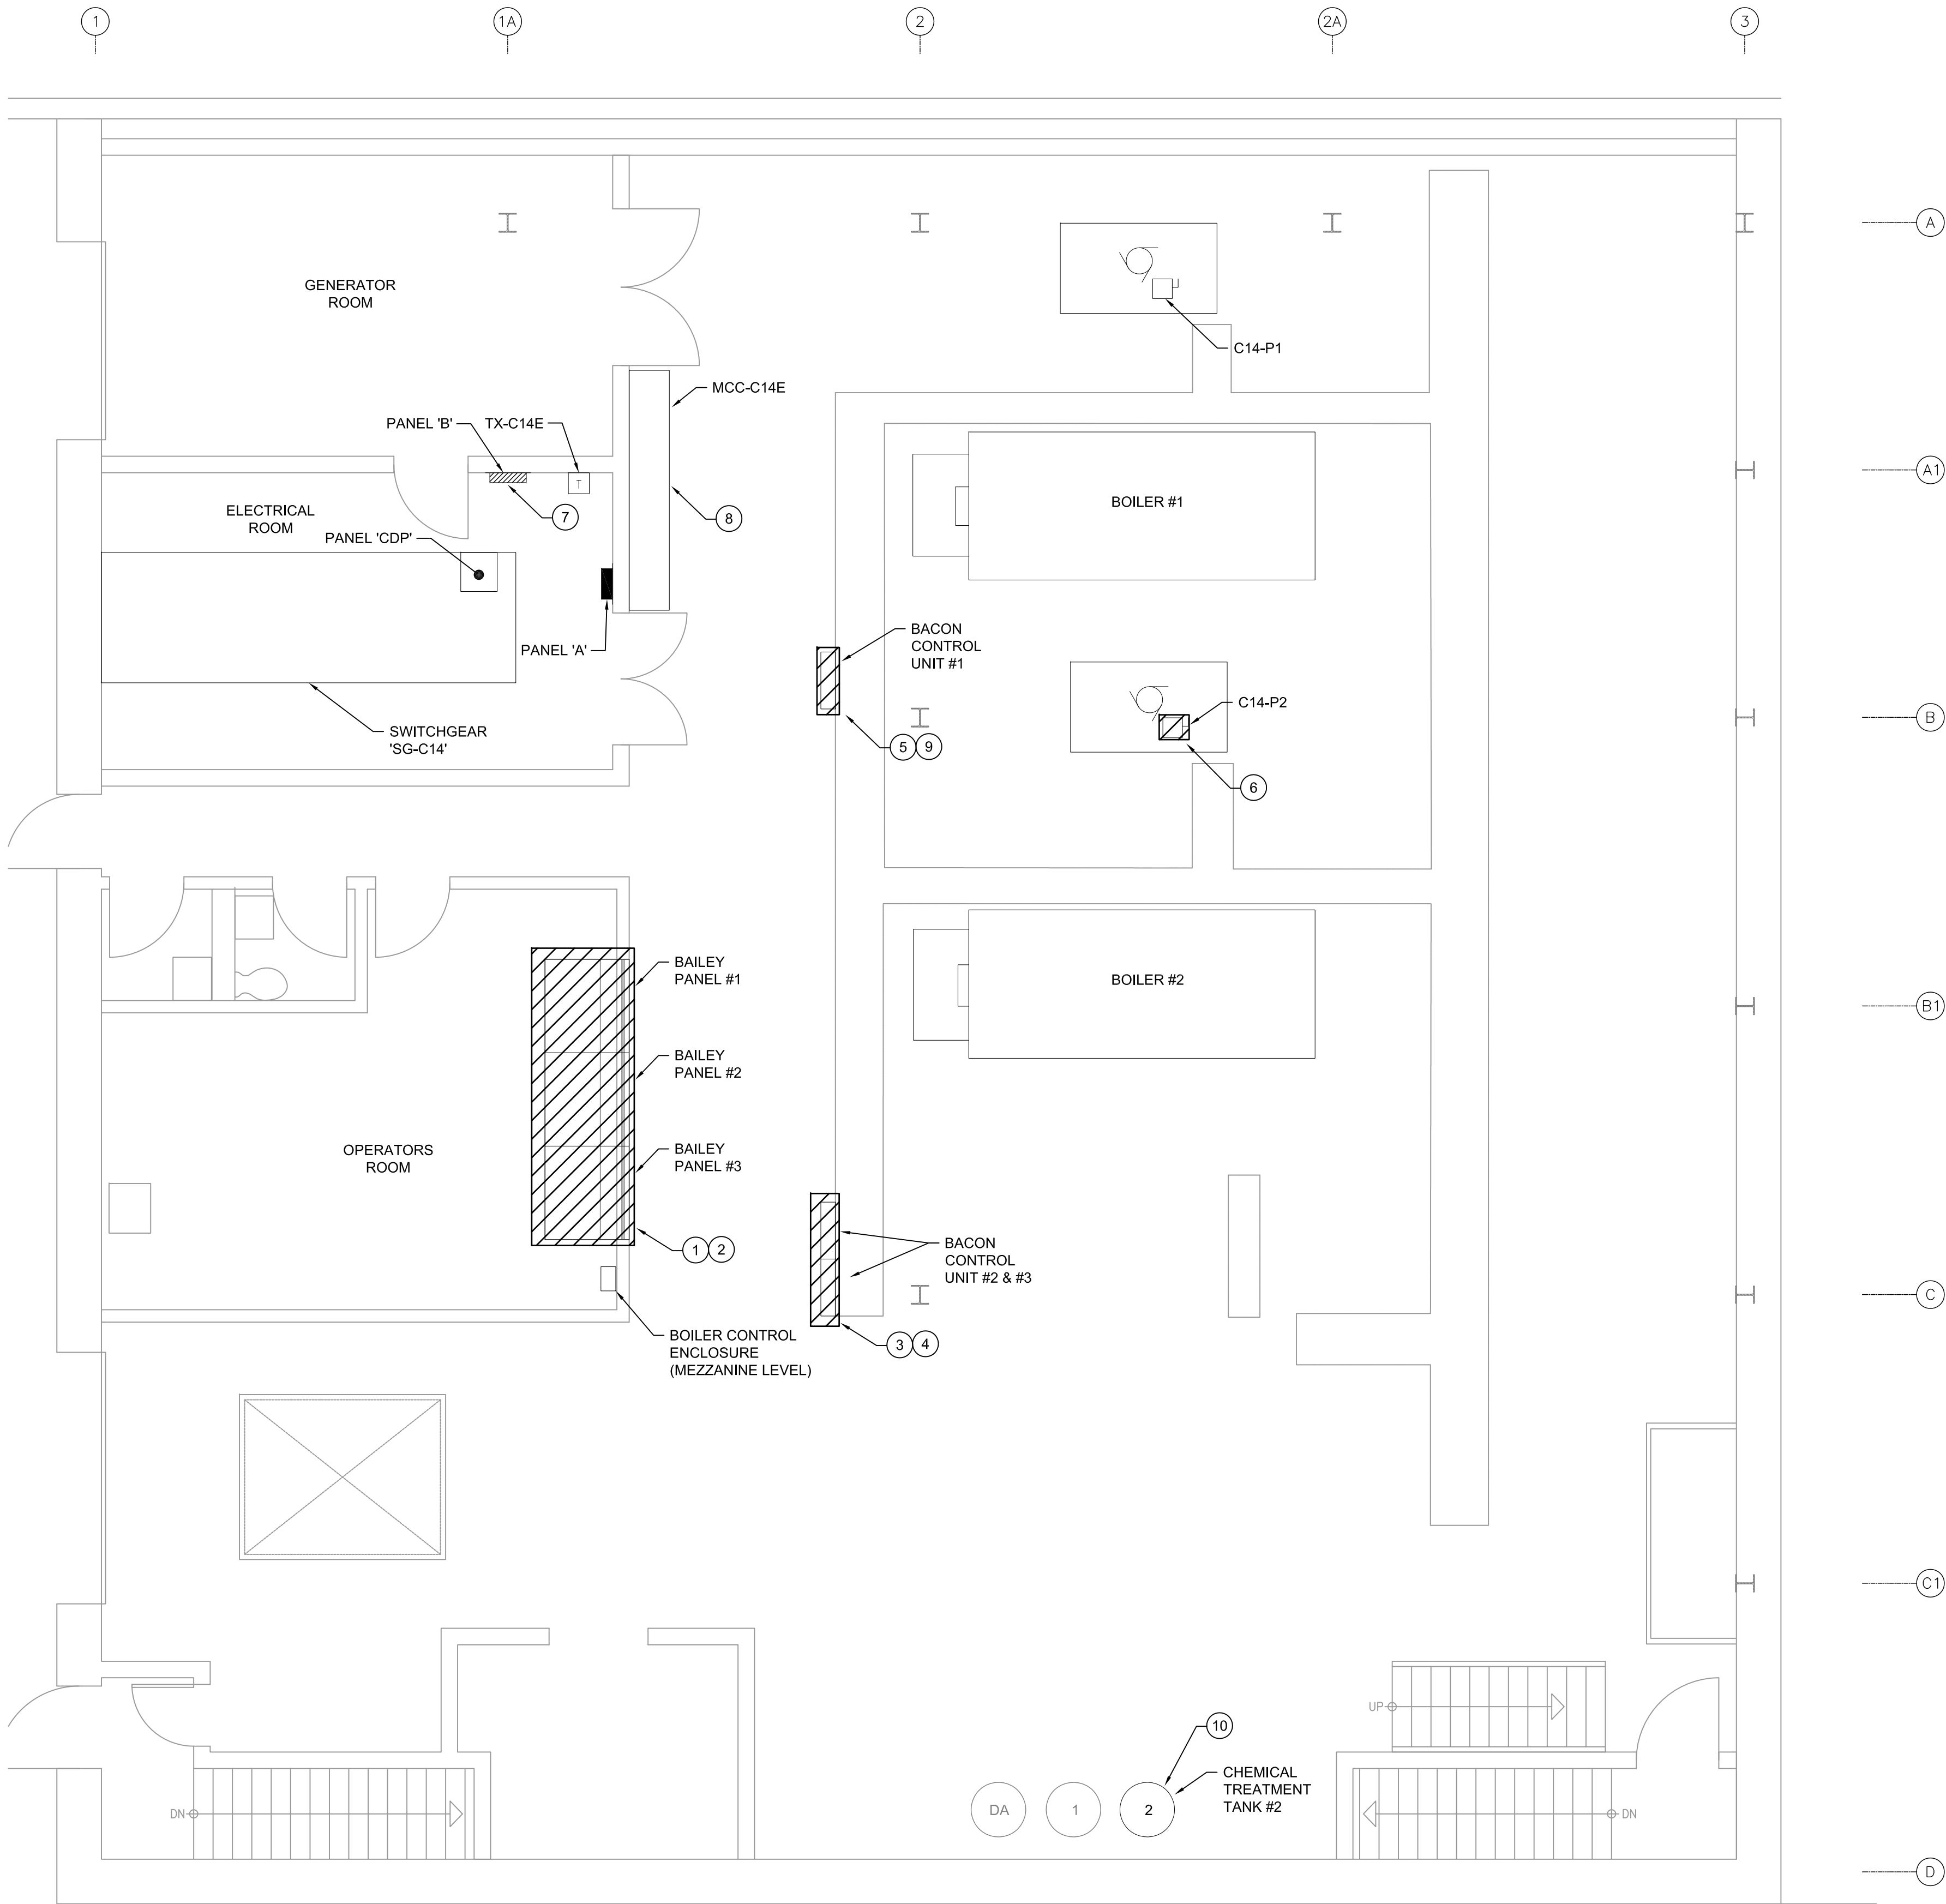 1
1A
2
2A
3
A
GENERATOR
ROOM
C14-P1
MCC-C14E
PANEL 'B'
TX-C14E
A1
T
BOILER #1
ELECTRICAL
ROOM
7
8
PANEL 'CDP'
BACON
CONTROL
UNIT #1
PANEL 'A'
C14-P2
B
SWITCHGEAR
'SG-C14'
5
9
6
BAILEY
PANEL #1
BOILER #2
B1
BAILEY
PANEL #2
OPERATORS
ROOM
BAILEY
PANEL #3
1
2
BACON
CONTROL
UNIT #2 & #3
C
BOILER CONTROL
ENCLOSURE
(MEZZANINE LEVEL)
3
4
C1
UP
10
CHEMICAL
TREATMENT
TANK #2
DN
DA
1
2
DN
D